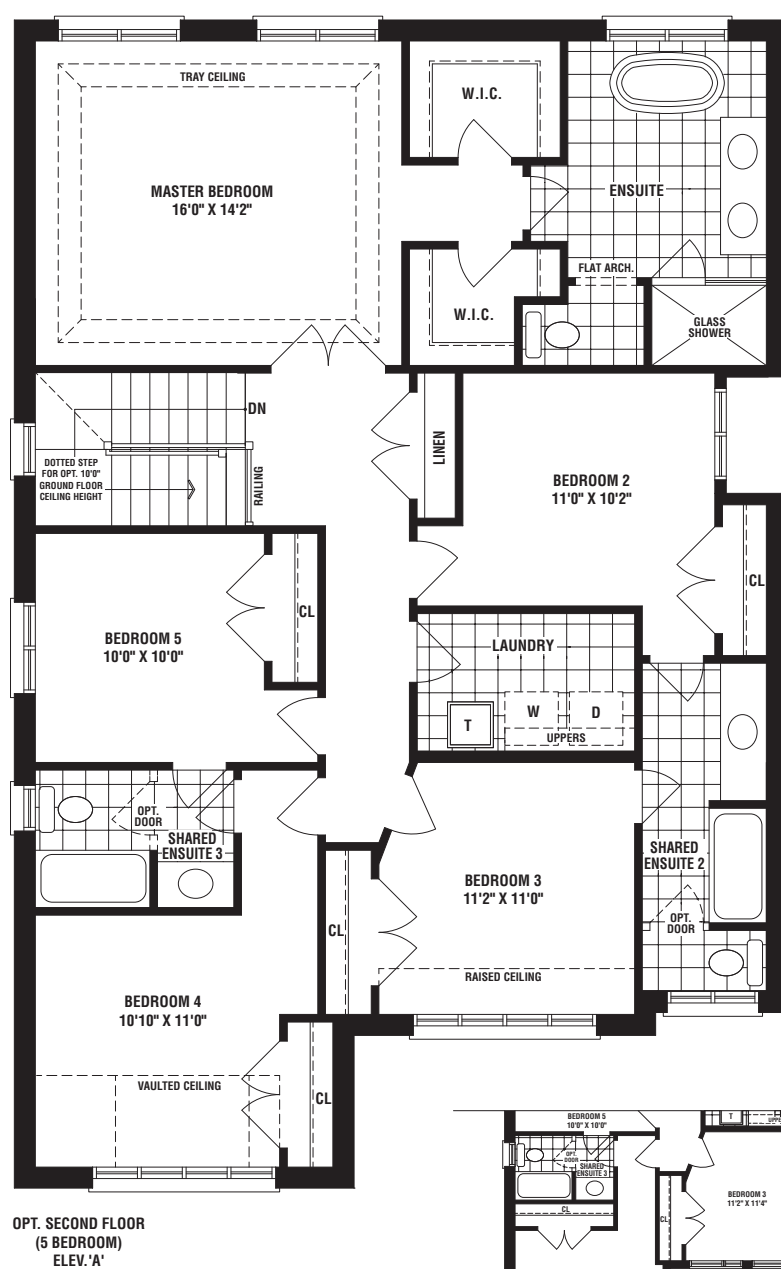 TRAY CEILING
W.I.C.
MASTER BEDROOM
16'0" X 14'2"
ENSUITE
FLAT ARCH.
W.I.C.
GLASS
SHOWER
DN
LINEN
DOTTED STEP
FOR OPT. 10'0"
GROUND FLOOR
CEILING HEIGHT
RAILING
BEDROOM 2
11'0" X 10'2"
CL
CL
BEDROOM 5
10'0" X 10'0"
LAUNDRY
T
W
D
UPPERS
OPT.
DOOR
SHARED
ENSUITE 3
SHARED
ENSUITE 2
BEDROOM 3
11'2" X 11'0"
OPT.
DOOR
CL
RAISED CEILING
BEDROOM 4
10'10" X 11'0"
VAULTED CEILING
CL
OPT. SECOND FLOOR
(5 BEDROOM)
ELEV. 'A'
BEDROOM 5
10'0" X 10'0"
T
UPPE
OPT.
DOOR
SHARED
ENSUITE 3
BEDROOM 3
11'2" X 11'4"
CL
CL